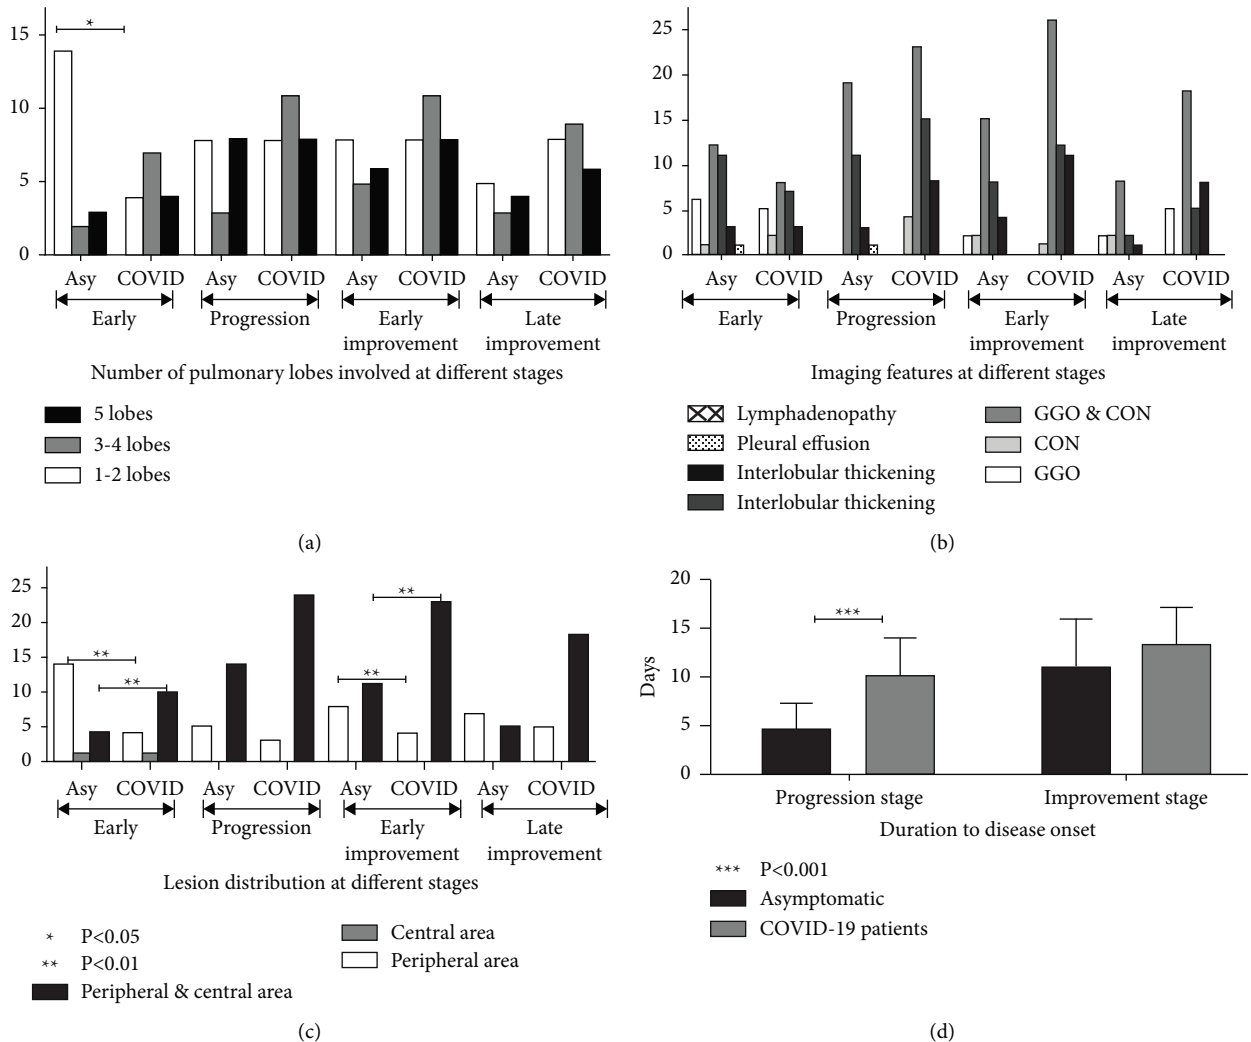 *
15
10
5
0
Asy COVID Asy COVID Asy COVID Asy COVID
Early Progression Early improvement Late improvement
Number of pulmonary lobes involved at different stages
5 lobes
3-4 lobes
1-2 lobes
(a)
25
20
15
10
5
0
Asy COVID Asy COVID Asy COVID Asy COVID
Early Progression Early improvement Late improvement
Imaging features at different stages
Lymphadenopathy
Pleural effusion
Interlobular thickening
Interlobular thickening
GGO & CON
CON
GGO
(b)
25
20
15
10
5
0
**
**
**
**
Asy COVID Asy COVID Asy COVID Asy COVID
Early Progression Early improvement Late improvement
Lesion distribution at different stages
* P<0.05
** P<0.01
Peripheral & central area
Central area
Peripheral area
(c)
20
15
10
5
0
Days
***
Progression stage Improvement stage
Duration to disease onset
*** P<0.001
Asymptomatic
COVID-19 patients
(d)